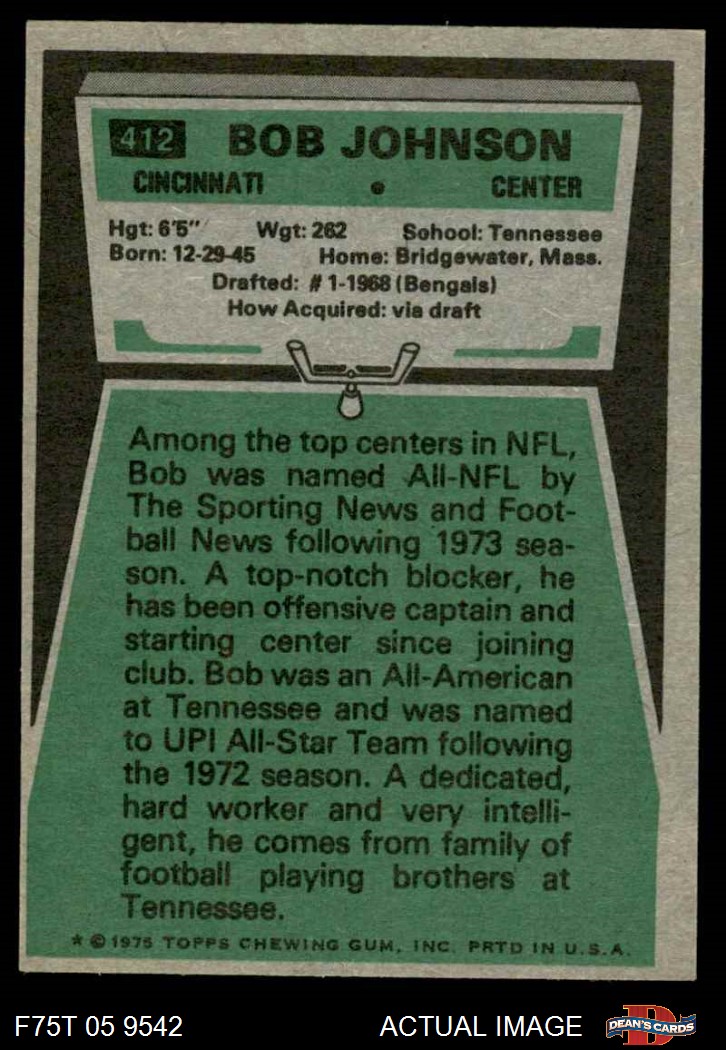 412 BOB JOHNSON
CINCINNATI • CENTER
Hgt: 6'5" Wgt: 262 School: Tennessee
Born: 12-29-45 Home: Bridgewater, Mass.
Drafted: #1-1968 (Bengals)
How Acquired: via draft
Among the top centers in NFL,
Bob was named All-NFL by
The Sporting News and Foot-
ball News following 1973 sea-
son. A top-notch blocker, he
has been offensive captain and
starting center since joining
club. Bob was an All-American
at Tennessee and was named
to UPI All-Star Team following
the 1972 season. A dedicated,
hard worker and very intelli-
gent, he comes from family of
football playing brothers at
Tennessee.
* © 1975 TOPPS CHEWING GUM, INC. PRTD IN U.S.A.
F75T 05 9542 ACTUAL IMAGE D DEAN'S CARDS